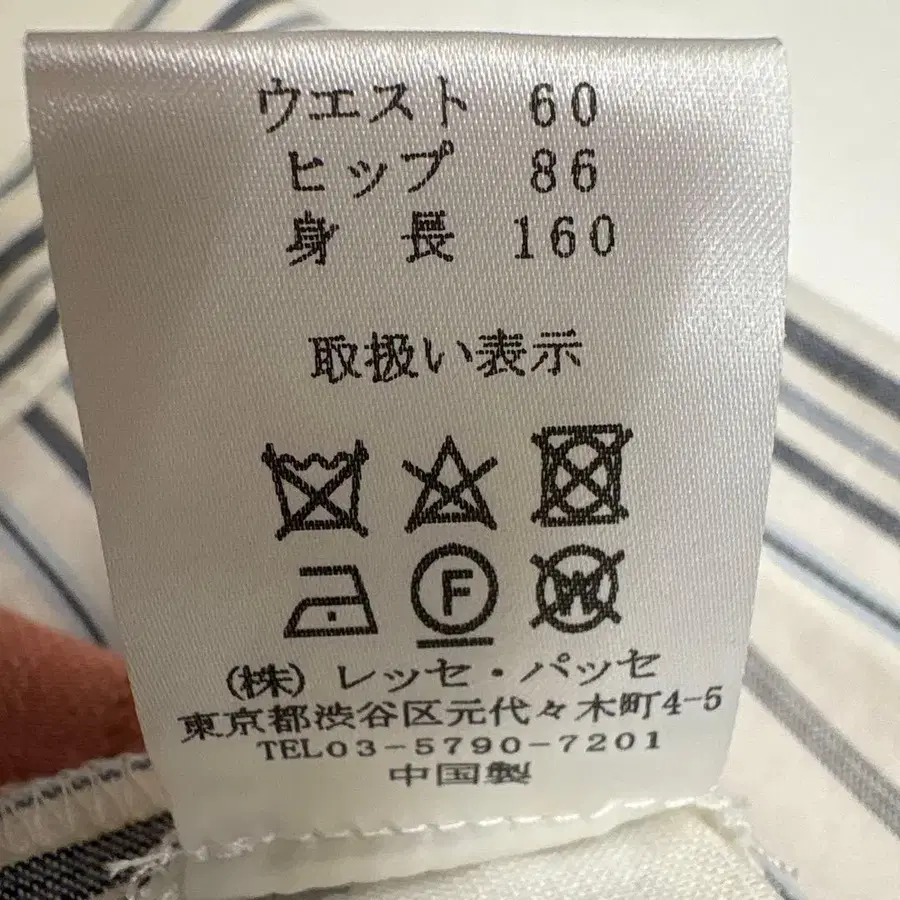 ウエスト 60
ヒップ 86
身長 160
取扱い表示
F W
(株)レッセ・パッセ
東京都渋谷区元代々木町4-5
TEL03-5790-7201
中国製